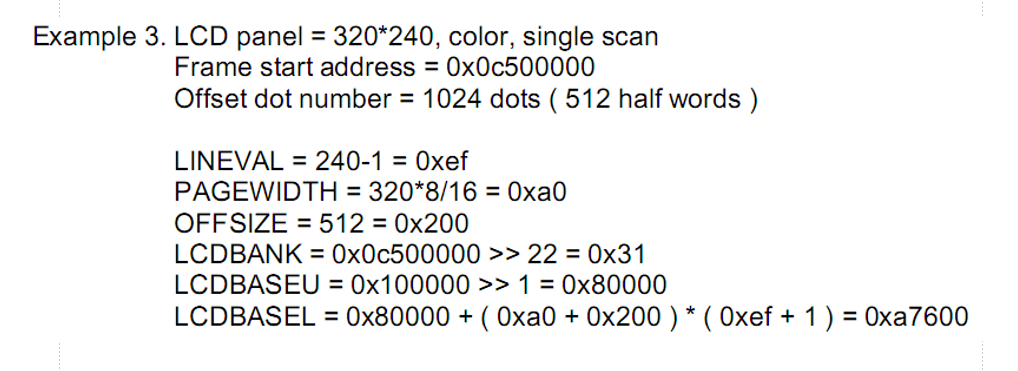 Example 3. LCD panel = 320*240, color, single scan
Frame start address = 0x0c500000
Offset dot number = 1024 dots ( 512 half words )
LINEVAL = 240-1 = 0xef
PAGEWIDTH = 320*8/16 = 0xa0
OFFSIZE = 512 = 0x200
LCDBANK = 0x0c500000 >> 22 = 0x31
LCDBASEU = 0x100000 >> 1 = 0x80000
LCDBASEL = 0x80000 + ( 0xa0 + 0x200 ) * ( 0xef + 1 ) = 0xa7600